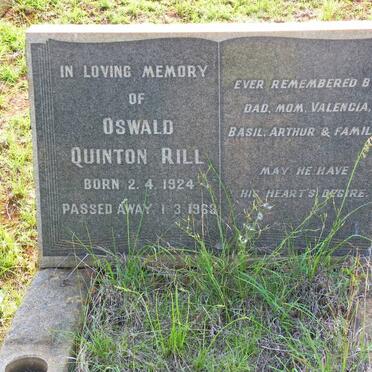 IN LOVING MEMORY
OF
OSWALD
QUINTON RILL
BORN 2.4.1924
PASSED AWAY 1.3.1963
EVER REMEMBERED B
DAD, MOM, VALENCIA,
BASIL, ARTHUR & FAMIL
MAY HE HAVE
HIS HEART'S DESIRE.